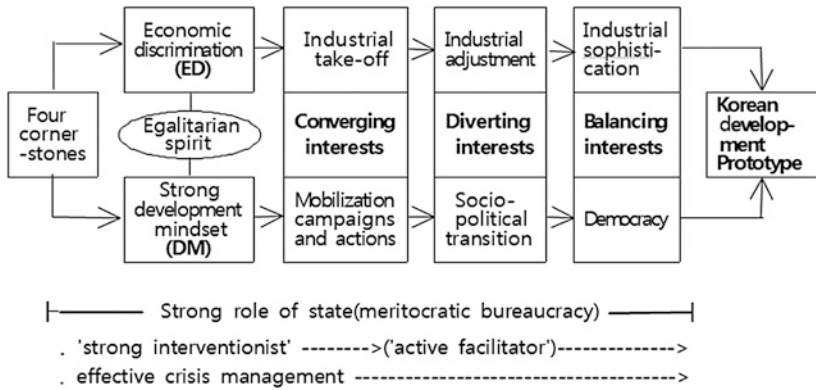 Economic
discrimination
(ED)
Industrial
take-off
Industrial
adjustment
Industrial
sophisti-
cation
Four
corner
-stones
Egalitarian
spirit
Converging
interests
Diverting
interests
Balancing
interests
Korean
develop-
ment
Prototype
Strong
development
mindset
(DM)
Mobilization
campaigns
and actions
Socio-
political
transition
Democracy
Strong role of state(meritocratic bureaucracy)
. 'strong interventionist' -------->('active facilitator')-------------->
. effective crisis management --------------------------------------->